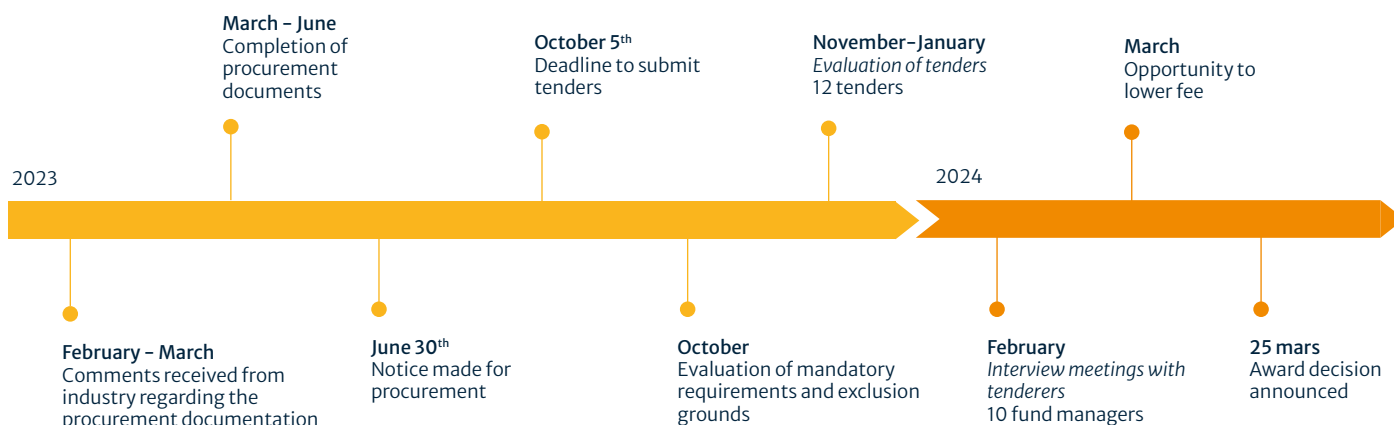 March – June
Completion of
procurement
documents
October 5th
Deadline to submit
tenders
November–January
Evaluation of tenders
12 tenders
March
Opportunity to
lower fee
2023
2024
February – March
Comments received from
industry regarding the
procurement documentation
June 30th
Notice made for
procurement
October
Evaluation of mandatory
requirements and exclusion
grounds
February
Interview meetings with
tenderers
10 fund managers
25 mars
Award decision
announced